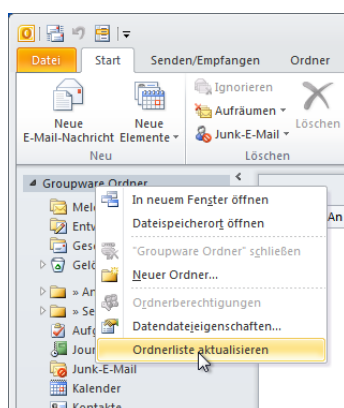 Datei Start Senden/Empfangen Ordner
Ignorieren
Aufräumen
Junk-E-Mail
Löschen
Neue
E-Mail-Nachricht
Neue
Elemente
Neu
Löschen
Groupware Ordner
An
In neuem Fenster öffnen
Dateispeicherort öffnen
"Groupware Ordner" schließen
Neuer Ordner...
Ordnerberechtigungen
Datendateieigenschaften...
Ordnerliste aktualisieren
Junk-E-Mail
Kalender
Kontakte